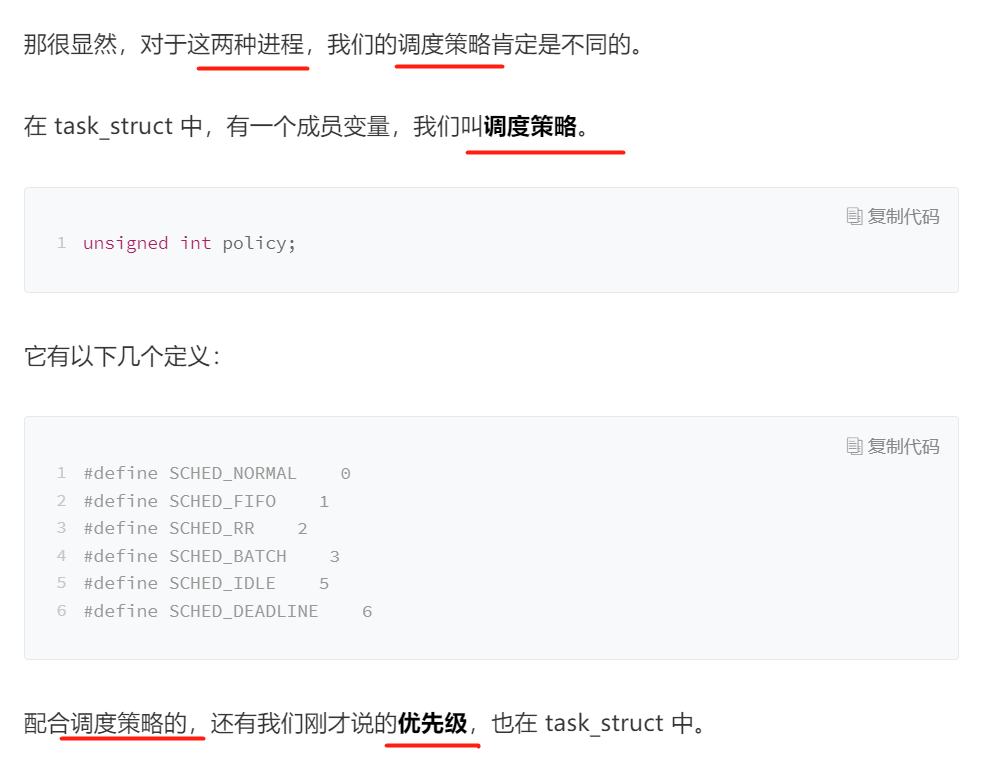 那很显然，对于这两种进程，我们的调度策略肯定是不同的。
在 task_struct 中，有一个成员变量，我们叫调度策略。
复制代码
1 unsigned int policy;
它有以下几个定义：
复制代码
1 #define SCHED_NORMAL    0
2 #define SCHED_FIFO    1
3 #define SCHED_RR    2
4 #define SCHED_BATCH    3
5 #define SCHED_IDLE    5
6 #define SCHED_DEADLINE    6
配合调度策略的，还有我们刚才说的优先级，也在 task_struct 中。